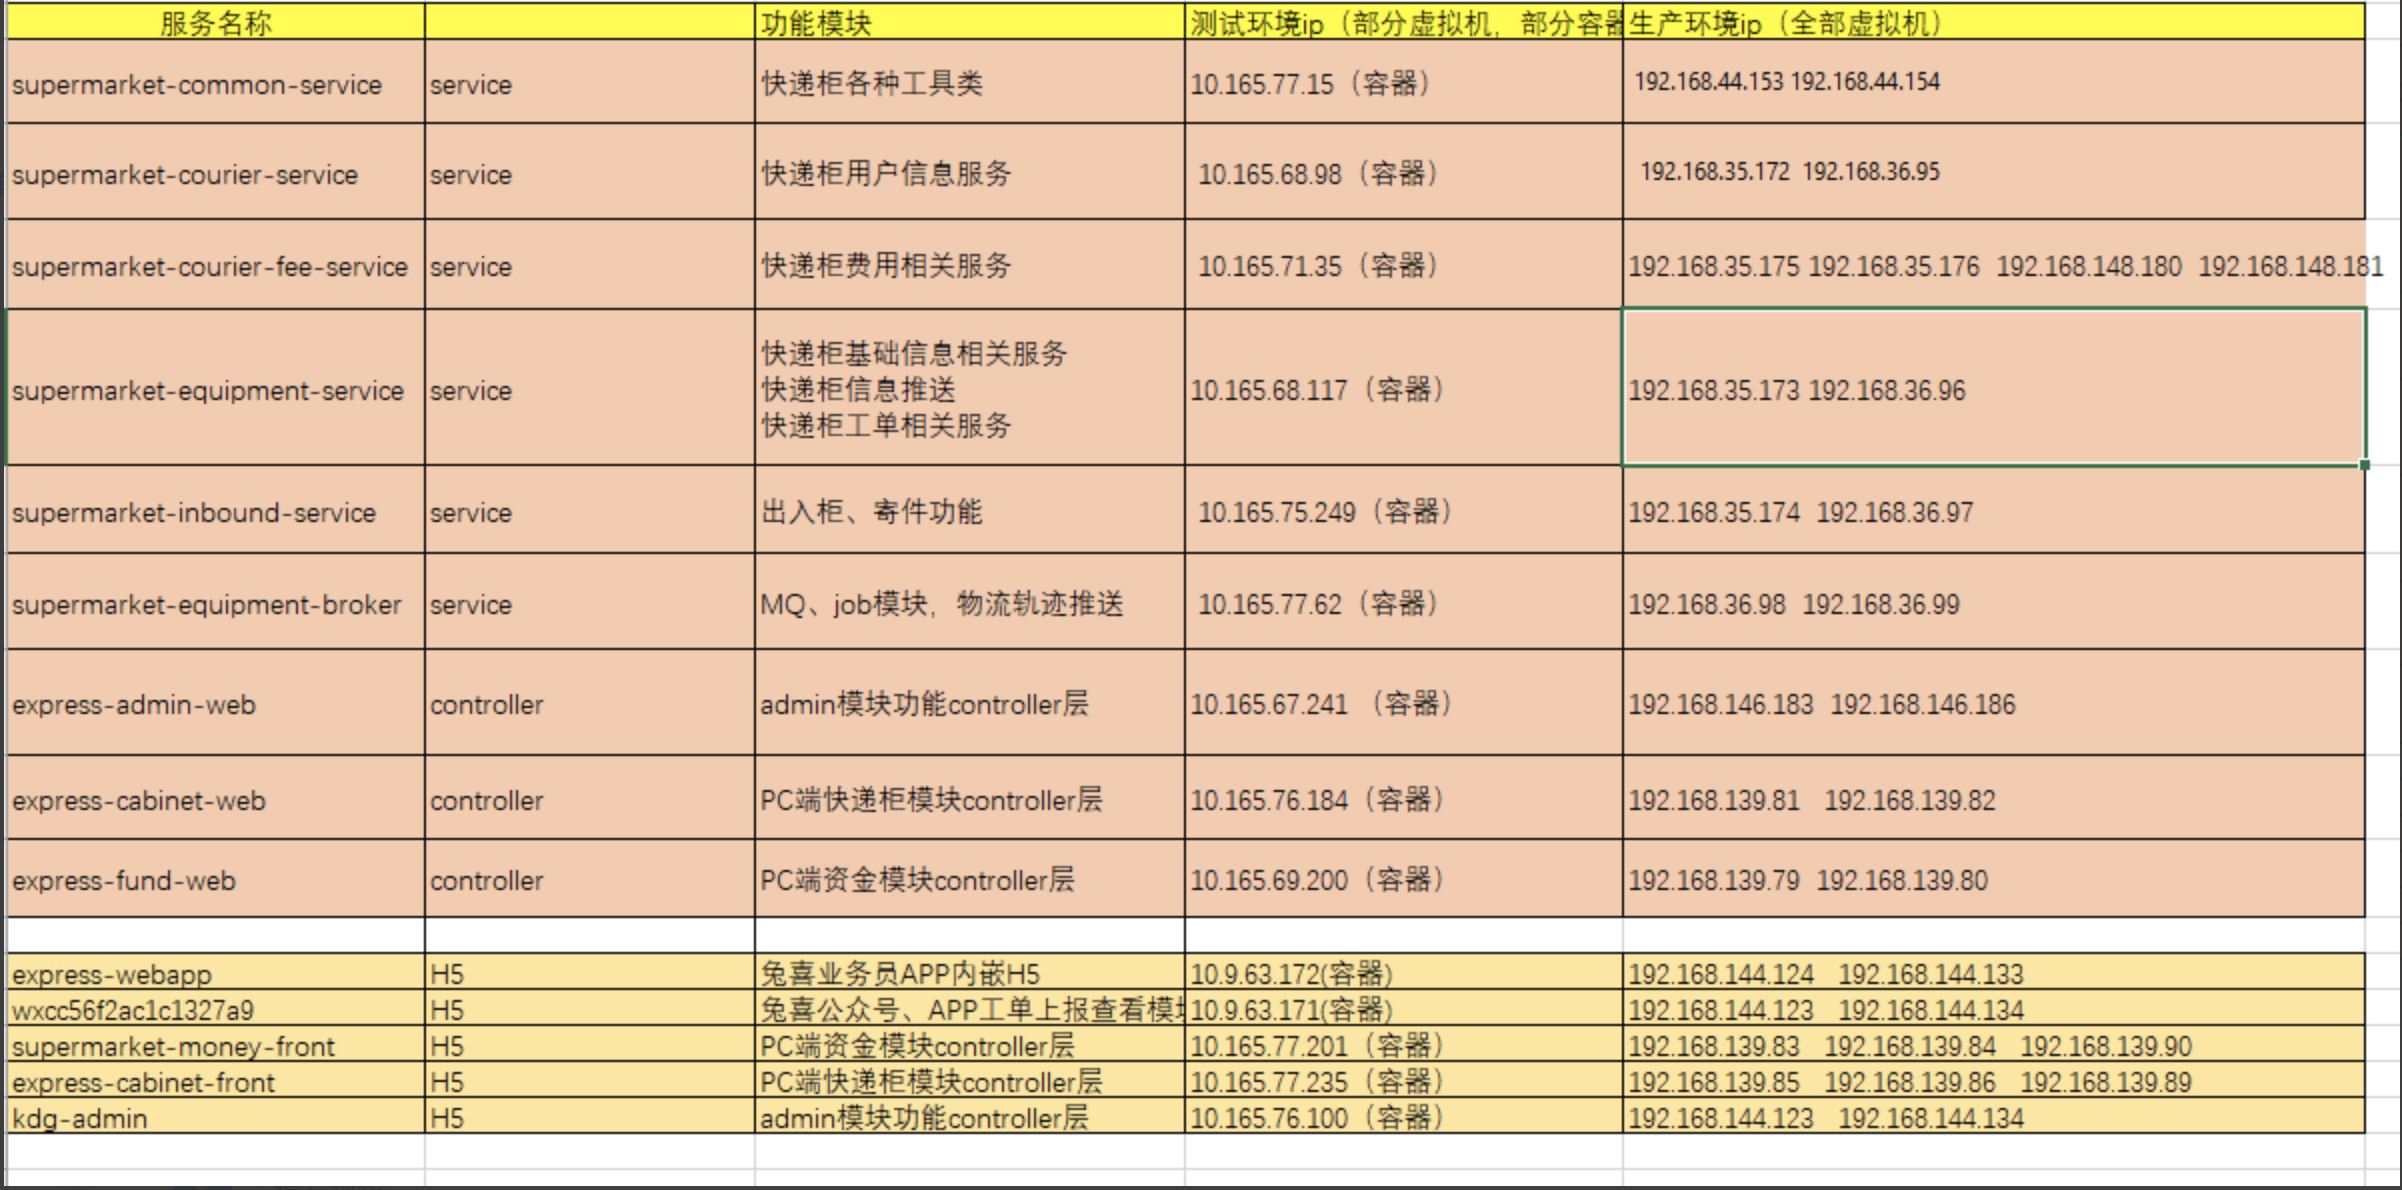 服务名称 功能模块 测试环境ip（部分虚拟机，部分容器 生产环境ip（全部虚拟机）
supermarket-common-service service 快递柜各种工具类 10.165.77.15（容器） 192.168.44.153 192.168.44.154
supermarket-courier-service service 快递柜用户信息服务 10.165.68.98（容器） 192.168.35.172 192.168.36.95
supermarket-courier-fee-service service 快递柜费用相关服务 10.165.71.35（容器） 192.168.35.175 192.168.35.176 192.168.148.180 192.168.148.181
快递柜基础信息相关服务
supermarket-equipment-service service 快递柜信息推送 10.165.68.117（容器） 192.168.35.173 192.168.36.96
快递柜工单相关服务
supermarket-inbound-service service 出入柜、寄件功能 10.165.75.249（容器） 192.168.35.174 192.168.36.97
supermarket-equipment-broker service MQ、job模块，物流轨迹推送 10.165.77.62（容器） 192.168.36.98 192.168.36.99
express-admin-web controller admin模块功能controller层 10.165.67.241 （容器） 192.168.146.183 192.168.146.186
express-cabinet-web controller PC端快递柜模块controller层 10.165.76.184（容器） 192.168.139.81 192.168.139.82
express-fund-web controller PC端资金模块controller层 10.165.69.200（容器） 192.168.139.79 192.168.139.80
express-webapp H5 兔喜业务员APP内嵌H5 10.9.63.172(容器) 192.168.144.124 192.168.144.133
wxcc56f2ac1c1327a9 H5 兔喜公众号、APP工单上报查看模块 10.9.63.171(容器) 192.168.144.123 192.168.144.134
supermarket-money-front H5 PC端资金模块controller层 10.165.77.201（容器） 192.168.139.83 192.168.139.84 192.168.139.90
express-cabinet-front H5 PC端快递柜模块controller层 10.165.77.235（容器） 192.168.139.85 192.168.139.86 192.168.139.89
kdg-admin H5 admin模块功能controller层 10.165.76.100（容器） 192.168.144.123 192.168.144.134